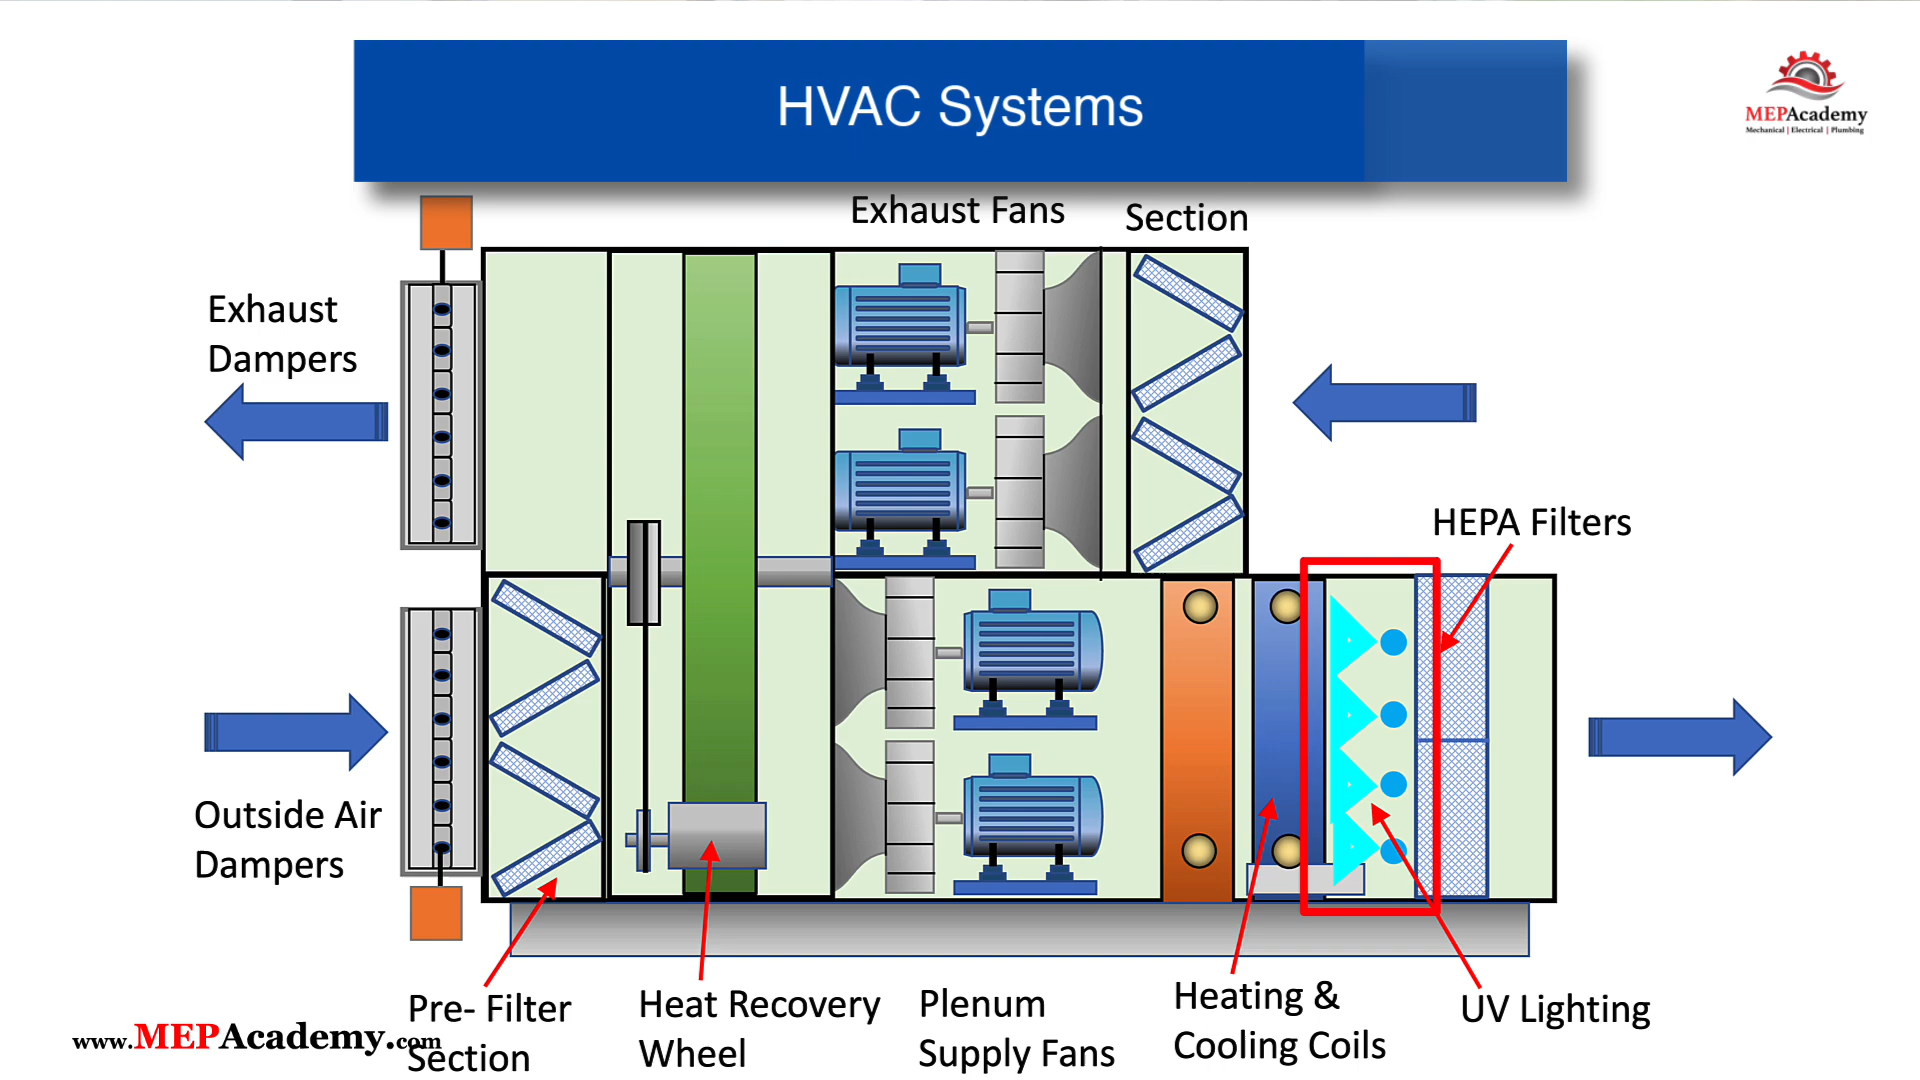 HVAC Systems
MEPAcademy
Mechanical | Electrical | Plumbing
Exhaust Fans
Section
Exhaust
Dampers
HEPA Filters
Outside Air
Dampers
Pre- Filter
Section
Heat Recovery
Wheel
Plenum
Supply Fans
Heating &
Cooling Coils
UV Lighting
www.MEPAcademy.com